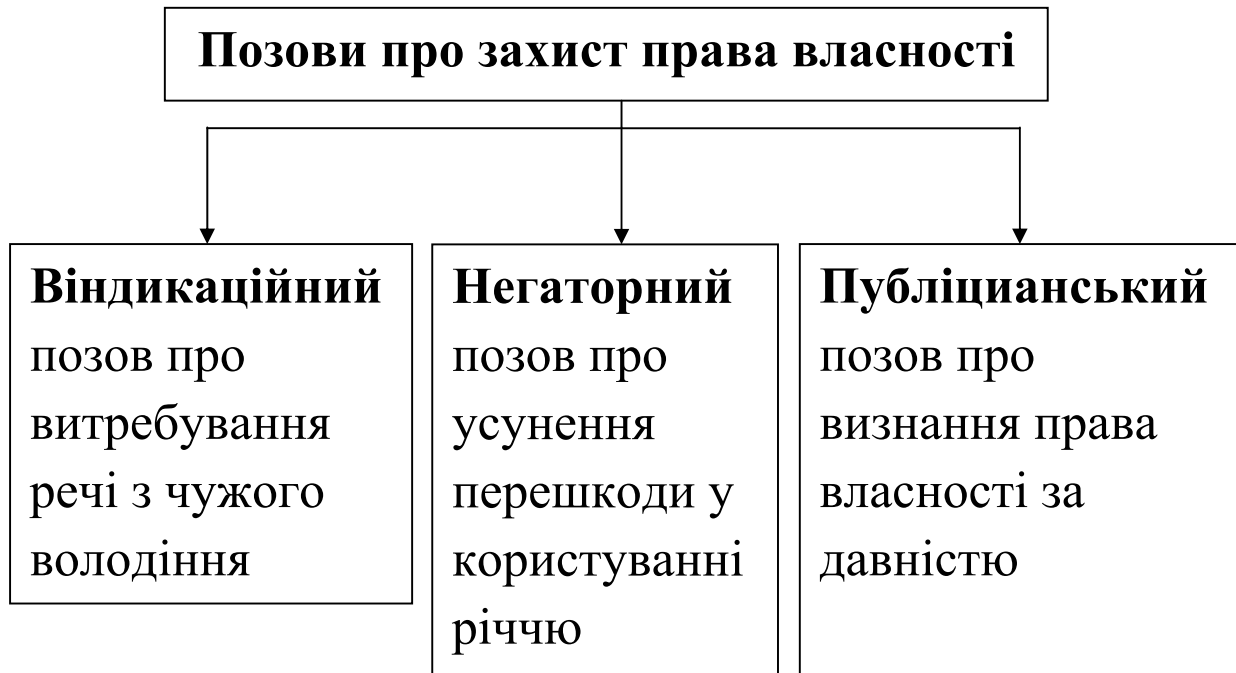 Позови про захист права власності
Віндикаційний
позов про
витребування
речі з чужого
володіння
Негаторний
позов про
усунення
перешкоди у
користуванні
річчю
Публіцианський
позов про
визнання права
власності за
давністю